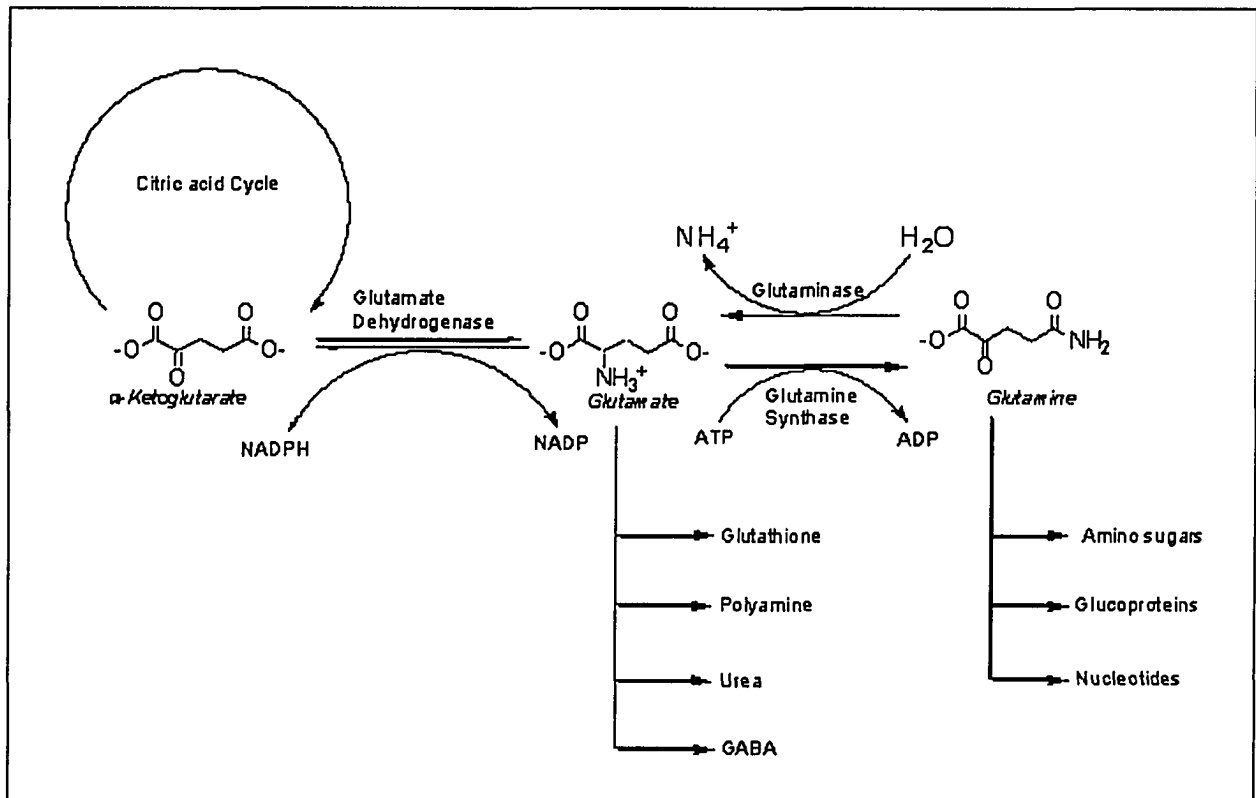 Citric acid Cycle
NH4+
H2O
Glutamate
Dehydrogenase
Glutaminase
O
O
-O
O-
O
α-Ketoglutarate
O
O
-O
O-
NH3+
Glutamate
O
O
-O
NH2
O
Glutamine
Glutamine
Synthase
NADPH
NADP
ATP
ADP
Glutathione
Amino sugars
Polyamine
Glucoproteins
Urea
Nucleotides
GABA